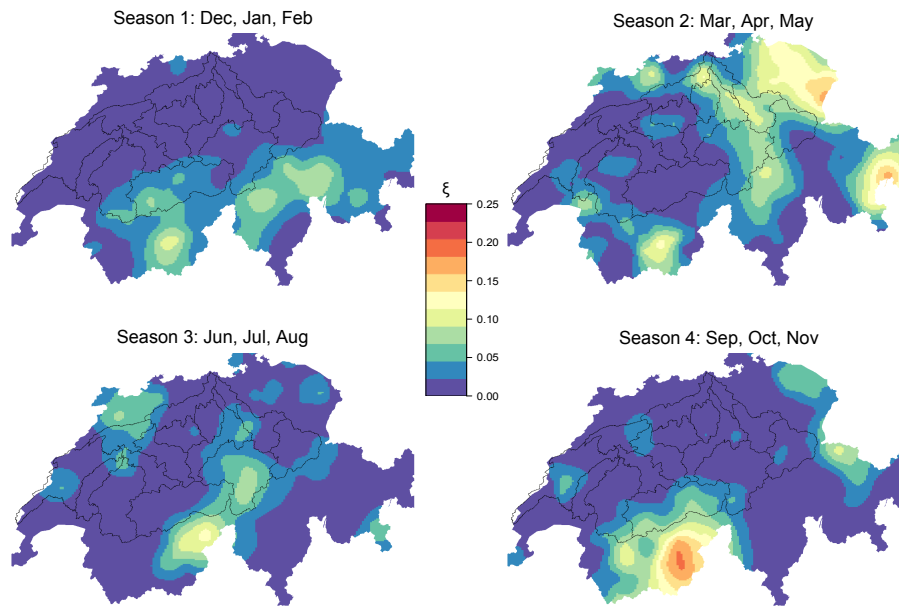 Season 1: Dec, Jan, Feb
Season 2: Mar, Apr, May
ξ
0.25
0.20
0.15
0.10
0.05
0.00
Season 3: Jun, Jul, Aug
Season 4: Sep, Oct, Nov